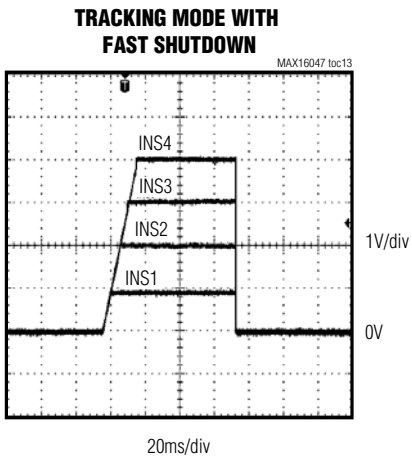 TRACKING MODE WITH
FAST SHUTDOWN
MAX16047 toc13
T
INS4
INS3
INS2
1V/div
INS1
0V
20ms/div